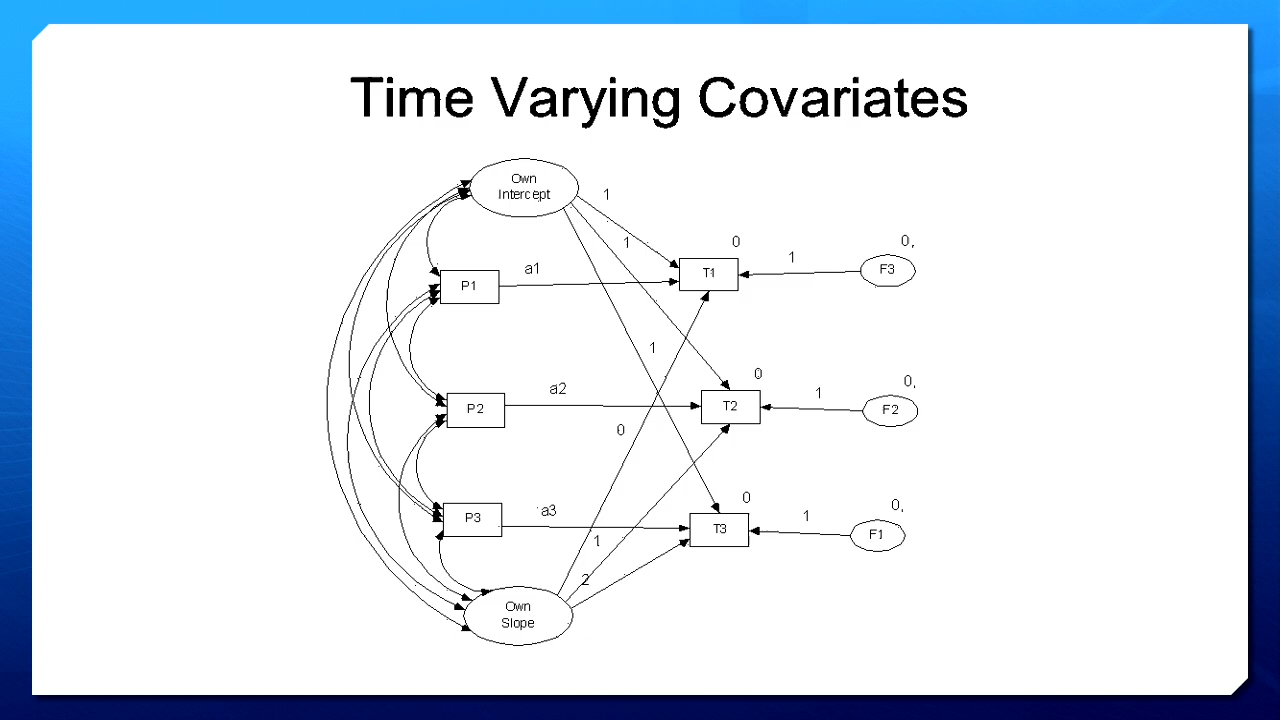 Time Varying Covariates
Own
Intercept
1
1
0
0,
1
F3
T1
a1
P1
1
0
0,
1
a2
P2
T2
F2
0
0
0,
1
a3
P3
T3
F1
1
2
Own
Slope